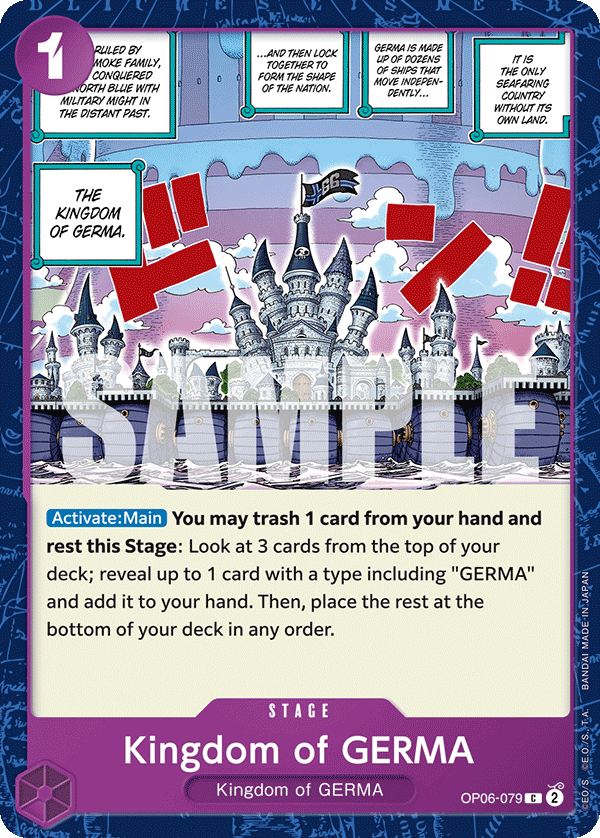 1
RULED BY
MOKE FAMILY,
CONQUERED
NORTH BLUE WITH
MILITARY MIGHT IN
THE DISTANT PAST.
...AND THEN LOCK
TOGETHER TO
FORM THE SHAPE
OF THE NATION.
GERMA IS MADE
UP OF DOZENS
OF SHIPS THAT
MOVE INDEPEN-
DENTLY...
IT IS
THE ONLY
SEAFARING
COUNTRY
WITHOUT ITS
OWN LAND.
THE
KINGDOM
OF GERMA.
66
ドン!!
SAMPLE
Activate:Main You may trash 1 card from your hand and
rest this Stage: Look at 3 cards from the top of your
deck; reveal up to 1 card with a type including "GERMA"
and add it to your hand. Then, place the rest at the
bottom of your deck in any order.
STAGE
Kingdom of GERMA
Kingdom of GERMA
OP06-079 C 2
©E.O/S. ©E.O./S.,T.A. BANDAI MADE IN JAPAN